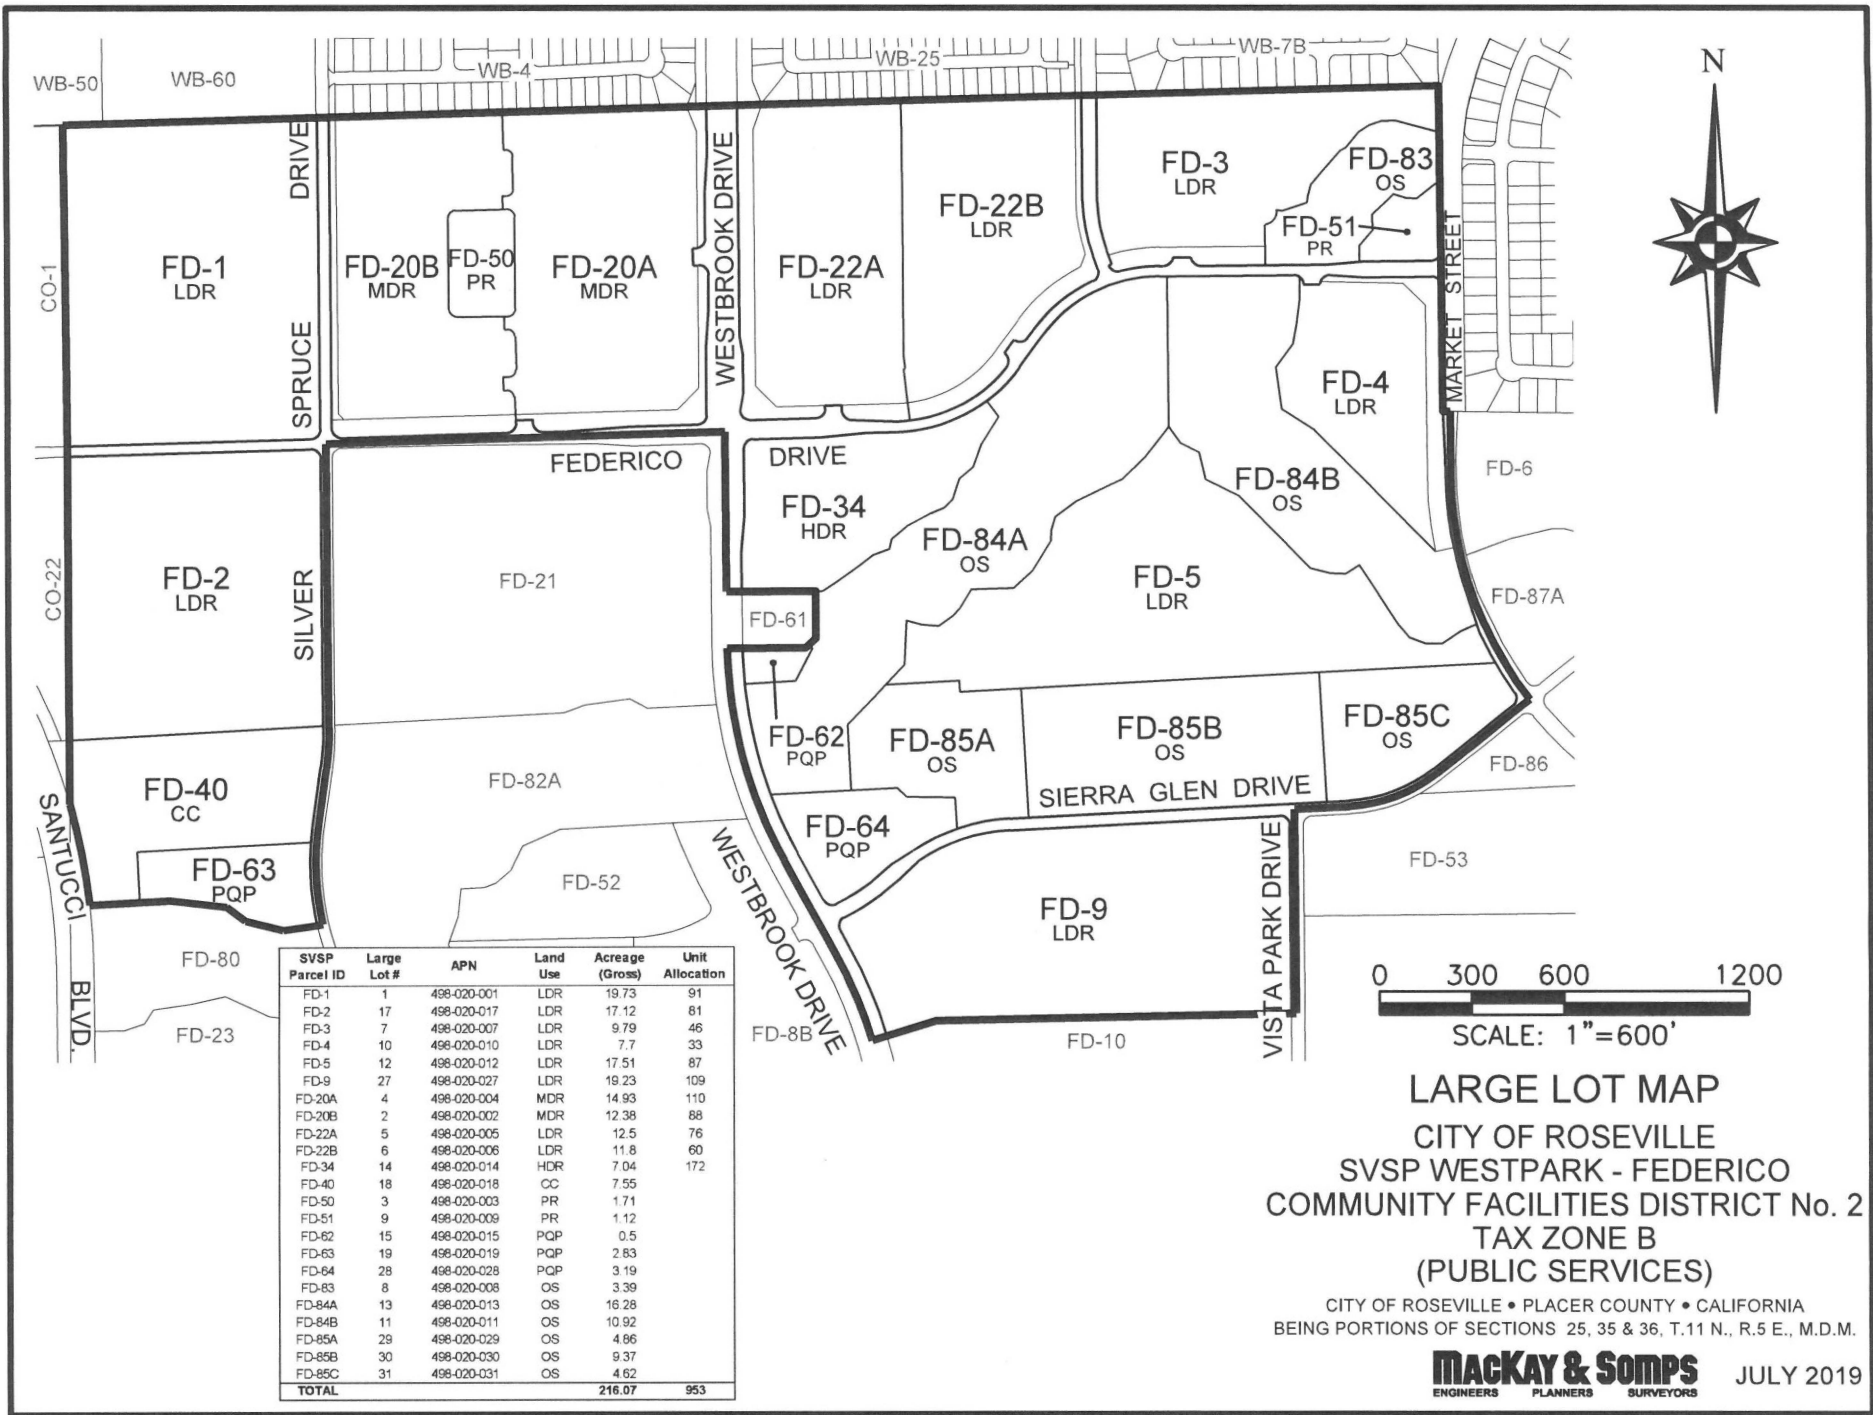 WB-50
WB-60
WB-4
WB-25
WB-7B
N
CO-1
FD-1
LDR
SPRUCE DRIVE
FD-20B
MDR
FD-50
PR
FD-20A
MDR
WESTBROOK DRIVE
FD-22A
LDR
FD-22B
LDR
FD-3
LDR
FD-83
OS
FD-51
PR
MARKET STREET
FD-4
LDR
FEDERICO DRIVE
FD-6
CO-22
FD-2
LDR
SILVER
FD-21
FD-34
HDR
FD-84A
OS
FD-84B
OS
FD-5
LDR
FD-87A
FD-61
FD-62
PQP
FD-85A
OS
FD-85B
OS
FD-85C
OS
FD-86
FD-40
CC
FD-82A
SANTUCCI BLVD.
FD-63
PQP
FD-52
WESTBROOK DRIVE
FD-64
PQP
SIERRA GLEN DRIVE
FD-53
FD-9
LDR
VISTA PARK DRIVE
FD-80
FD-23
FD-8B
FD-10
SVSP Parcel ID Large Lot # APN Land Use Acreage (Gross) Unit Allocation
FD-1 1 498-020-001 LDR 19.73 91
FD-2 17 498-020-017 LDR 17.12 81
FD-3 7 498-020-007 LDR 9.79 46
FD-4 10 498-020-010 LDR 7.7 33
FD-5 12 498-020-012 LDR 17.51 87
FD-9 27 498-020-027 LDR 19.23 109
FD-20A 4 498-020-004 MDR 14.93 110
FD-20B 2 498-020-002 MDR 12.38 88
FD-22A 5 498-020-005 LDR 12.5 76
FD-22B 6 498-020-006 LDR 11.8 60
FD-34 14 498-020-014 HDR 7.04 172
FD-40 18 498-020-018 CC 7.55
FD-50 3 498-020-003 PR 1.71
FD-51 9 498-020-009 PR 1.12
FD-62 15 498-020-015 PQP 0.5
FD-63 19 498-020-019 PQP 2.83
FD-64 28 498-020-028 PQP 3.19
FD-83 8 498-020-008 OS 3.39
FD-84A 13 498-020-013 OS 16.28
FD-84B 11 498-020-011 OS 10.92
FD-85A 29 498-020-029 OS 4.86
FD-85B 30 498-020-030 OS 9.37
FD-85C 31 498-020-031 OS 4.62
TOTAL 216.07 953
0 300 600 1200
SCALE: 1"=600'
LARGE LOT MAP
CITY OF ROSEVILLE
SVSP WESTPARK - FEDERICO
COMMUNITY FACILITIES DISTRICT No. 2
TAX ZONE B
(PUBLIC SERVICES)
CITY OF ROSEVILLE • PLACER COUNTY • CALIFORNIA
BEING PORTIONS OF SECTIONS 25, 35 & 36, T.11 N., R.5 E., M.D.M.
MACKAY & SOMPS
ENGINEERS PLANNERS SURVEYORS
JULY 2019